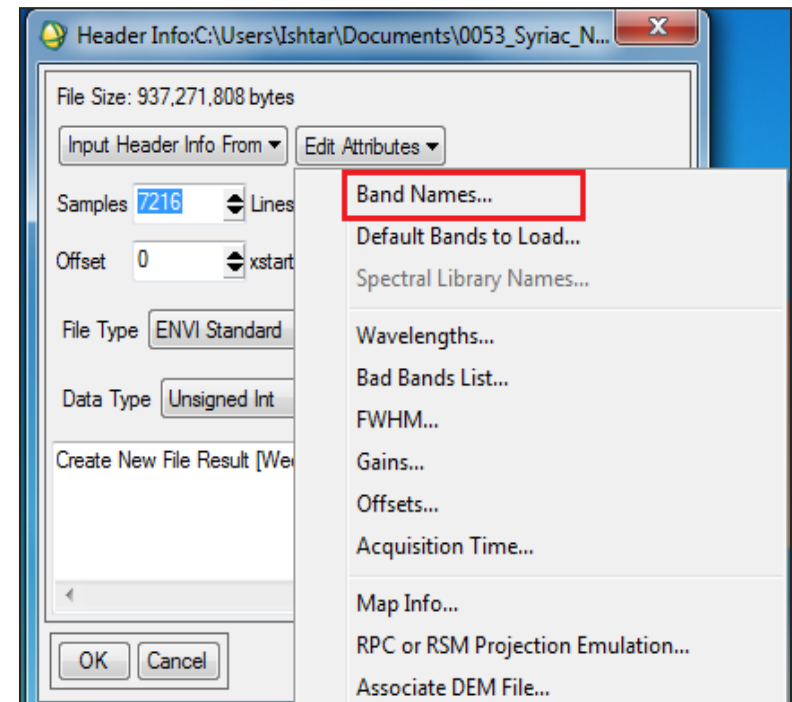 Header Info:C:\Users\Ishtar\Documents\0053_Syriac_N...
File Size: 937,271,808 bytes
Input Header Info From Edit Attributes
Samples 7216 Lines
Offset 0 xstart
File Type ENVI Standard
Data Type Unsigned Int
Create New File Result [We
OK Cancel
Band Names...
Default Bands to Load...
Spectral Library Names...
Wavelengths...
Bad Bands List...
FWHM...
Gains...
Offsets...
Acquisition Time...
Map Info...
RPC or RSM Projection Emulation...
Associate DEM File...